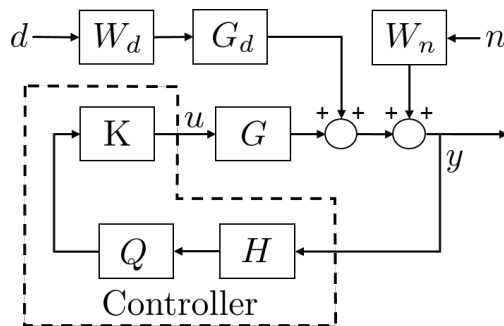 d W_d G_d W_n n
+ + + +
K u G y
Q H
Controller